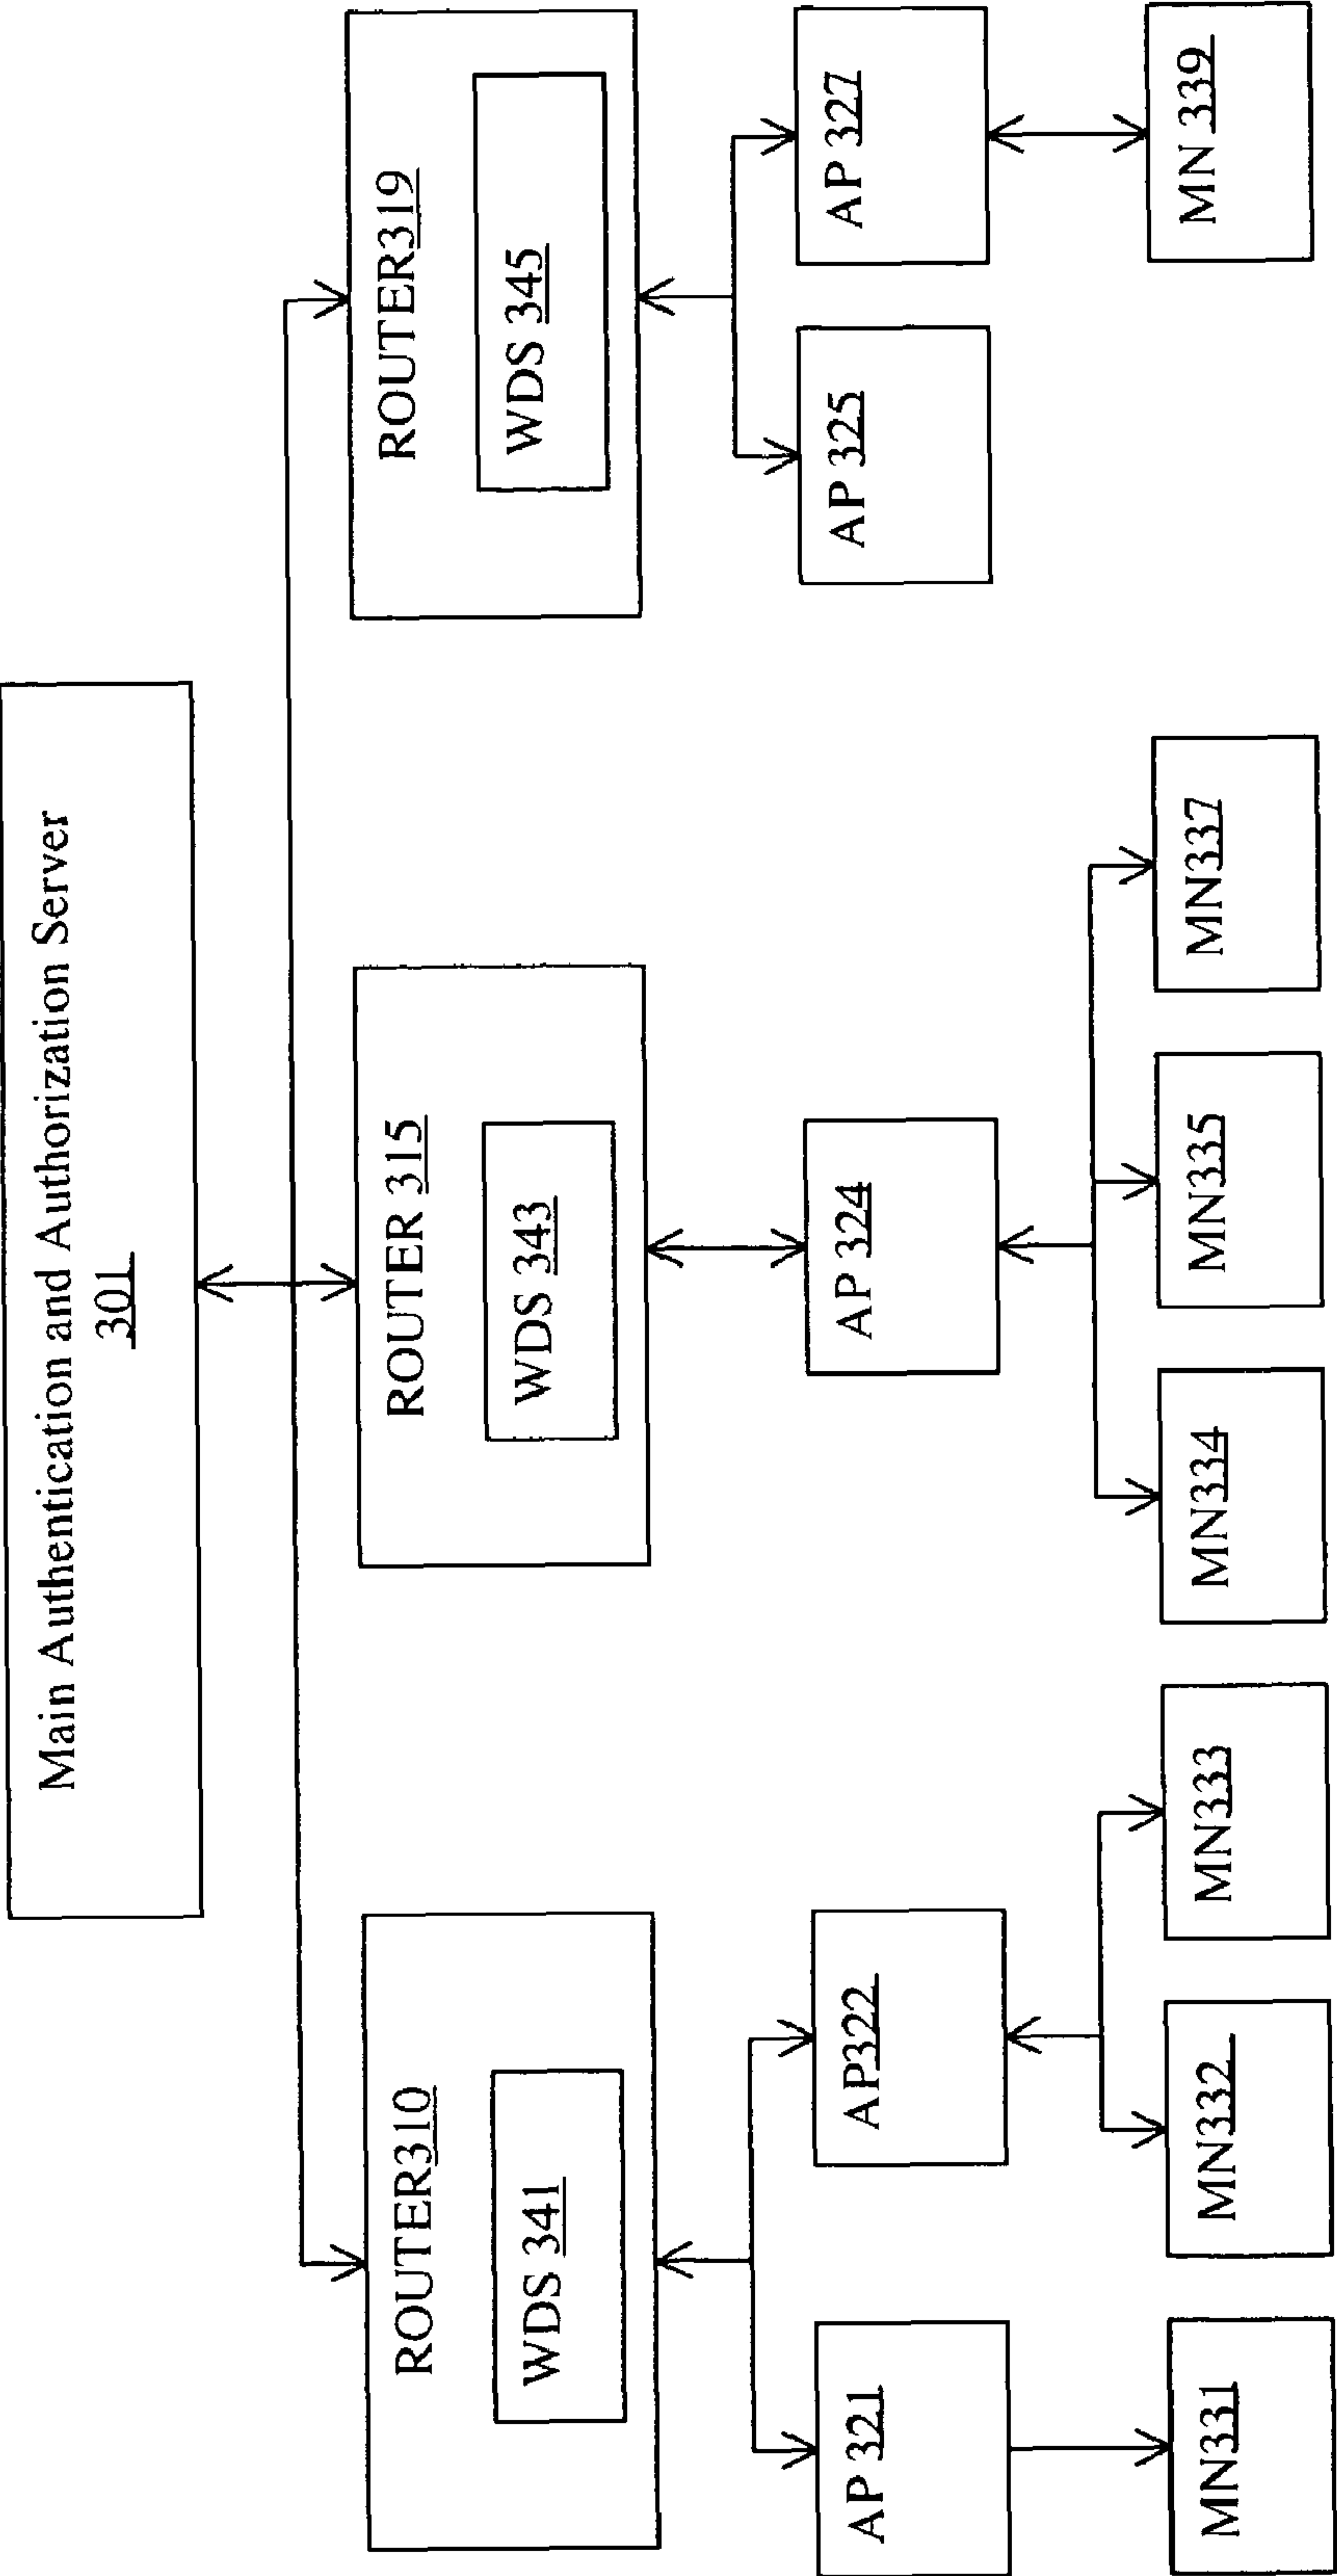 Main Authentication and Authorization Server
301
ROUTER310
ROUTER 315
ROUTER319
WDS 341
WDS 343
WDS 345
AP 321
AP322
AP 324
AP 325
AP 327
MN331
MN332
MN333
MN334
MN335
MN337
MN 339